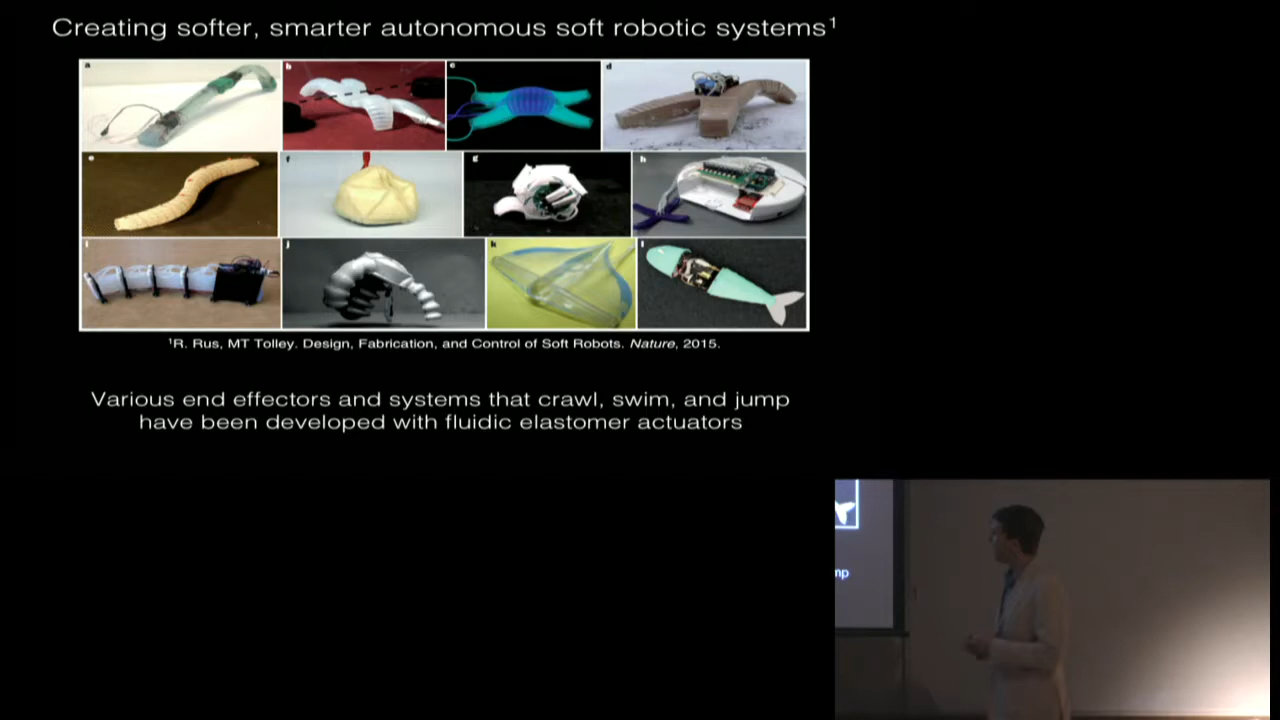 Creating softer, smarter autonomous soft robotic systems¹
a
b
c
d
e
f
g
h
i
j
k
l
¹R. Rus, MT Tolley. Design, Fabrication, and Control of Soft Robots. Nature, 2015.
Various end effectors and systems that crawl, swim, and jump
have been developed with fluidic elastomer actuators
mp